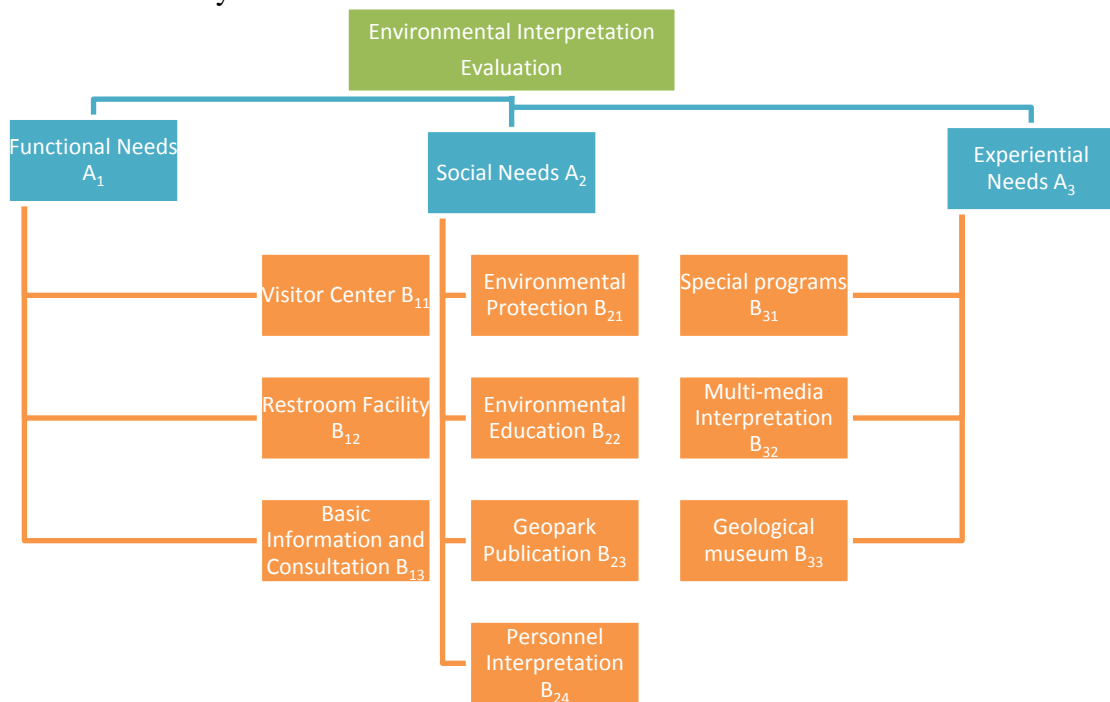 Environmental Interpretation
Evaluation
Functional Needs
A₁
Social Needs A₂
Experiential
Needs A₃
Visitor Center B₁₁
Restroom Facility
B₁₂
Basic
Information and
Consultation B₁₃
Environmental
Protection B₂₁
Environmental
Education B₂₂
Geopark
Publication B₂₃
Personnel
Interpretation
B₂₄
Special programs
B₃₁
Multi-media
Interpretation
B₃₂
Geological
museum B₃₃